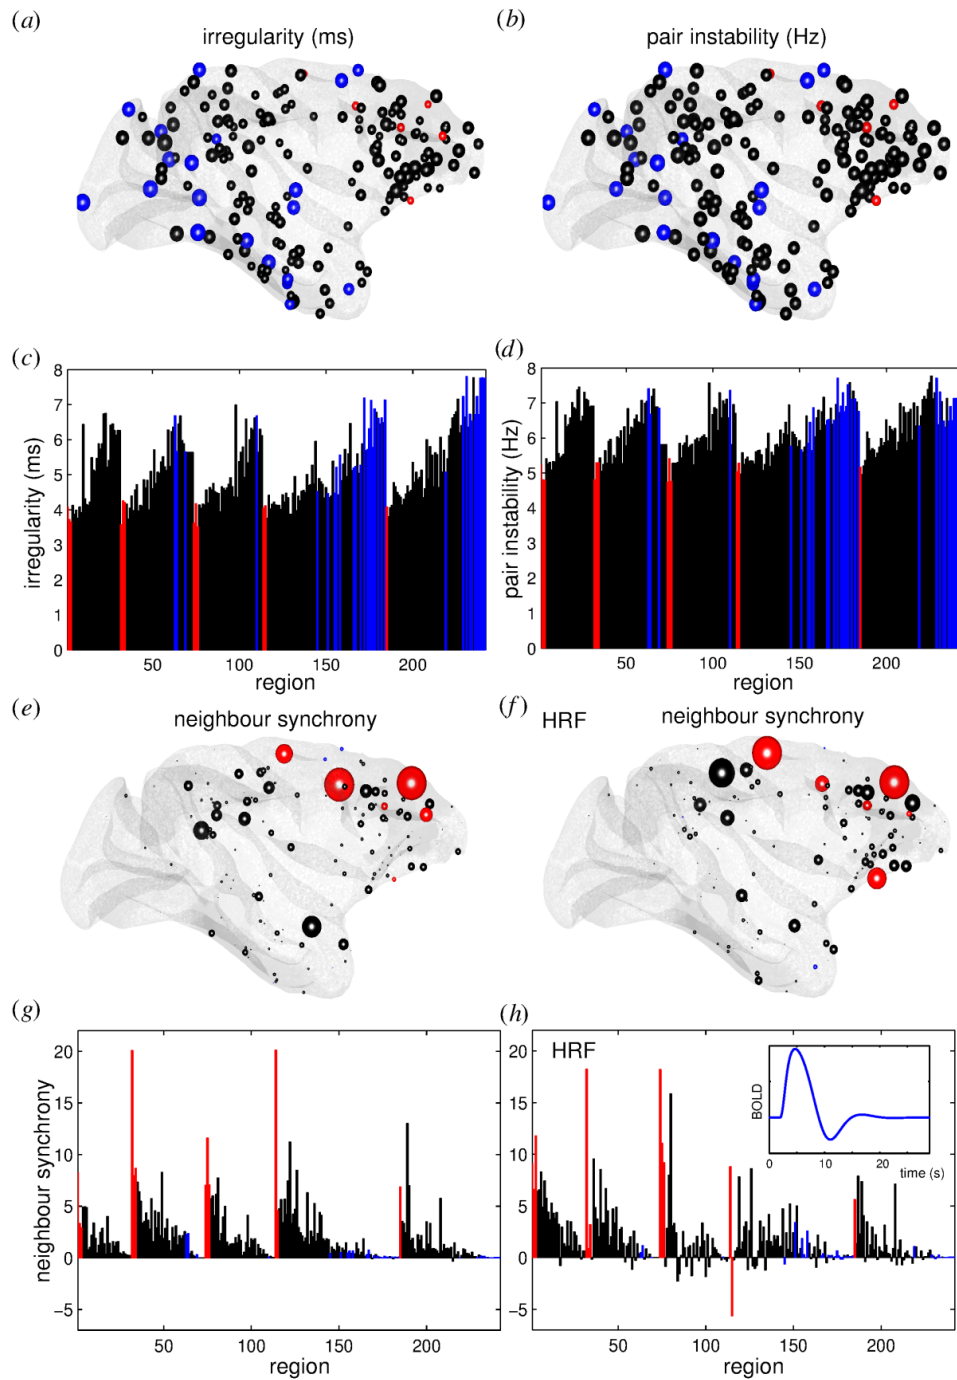 (a)
irregularity (ms)
(b)
pair instability (Hz)
(c)
8
7
6
5
4
3
2
1
0
irregularity (ms)
50
100
150
200
region
(d)
8
7
6
5
4
3
2
1
0
pair instability (Hz)
50
100
150
200
region
(e)
neighbour synchrony
(f)
HRF
neighbour synchrony
(g)
20
15
10
5
0
−5
neighbour synchrony
50
100
150
200
region
(h)
HRF
20
15
10
5
0
−5
BOLD
0
10
20
time (s)
50
100
150
200
region